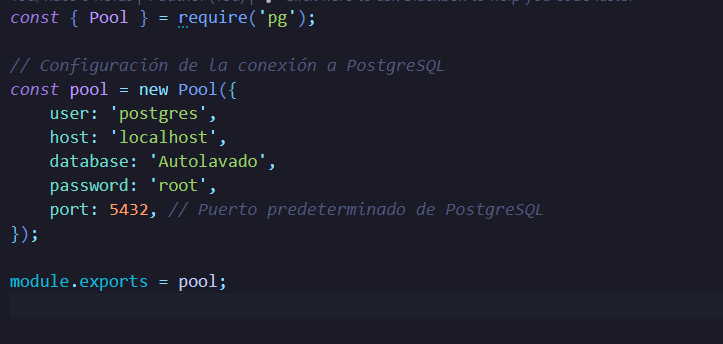 const { Pool } = require('pg');
// Configuración de la conexión a PostgreSQL
const pool = new Pool({
    user: 'postgres',
    host: 'localhost',
    database: 'Autolavado',
    password: 'root',
    port: 5432, // Puerto predeterminado de PostgreSQL
});
module.exports = pool;